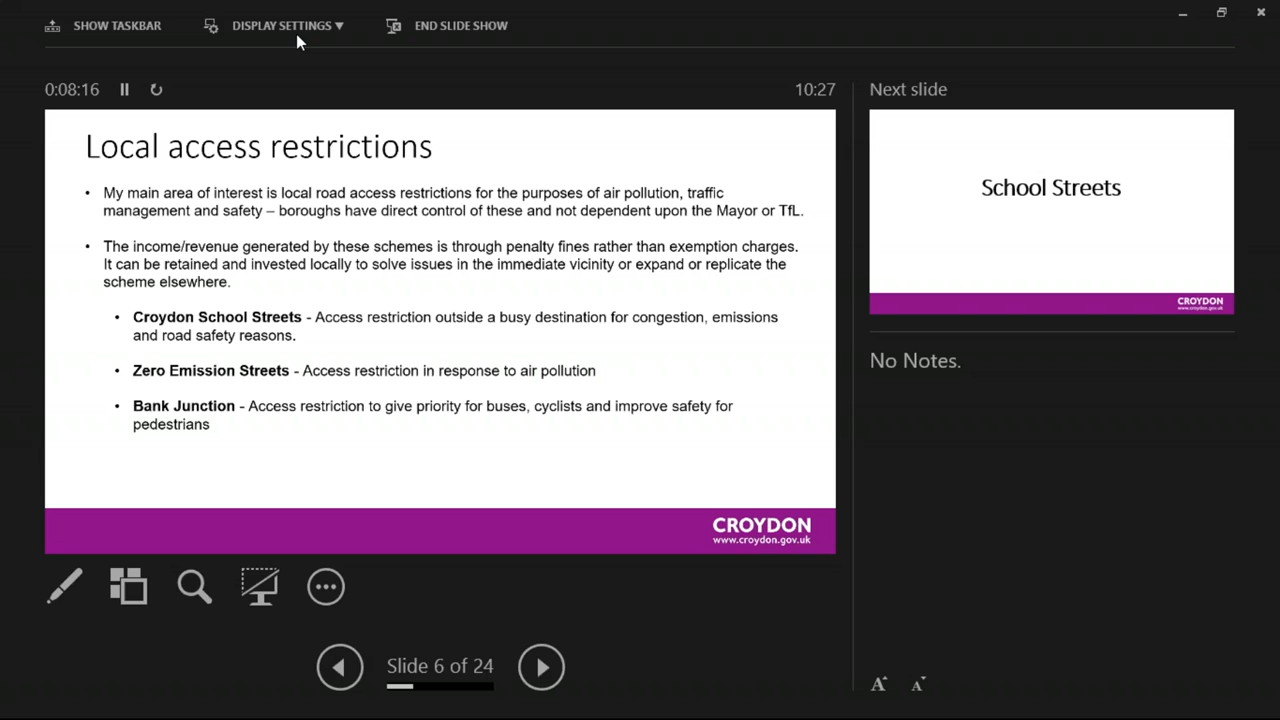 SHOW TASKBAR
DISPLAY SETTINGS ▼
END SLIDE SHOW
0:08:16
10:27
Local access restrictions
• My main area of interest is local road access restrictions for the purposes of air pollution, traffic
management and safety – boroughs have direct control of these and not dependent upon the Mayor or TfL.
• The income/revenue generated by these schemes is through penalty fines rather than exemption charges.
It can be retained and invested locally to solve issues in the immediate vicinity or expand or replicate the
scheme elsewhere.
• Croydon School Streets - Access restriction outside a busy destination for congestion, emissions
and road safety reasons.
• Zero Emission Streets - Access restriction in response to air pollution
• Bank Junction - Access restriction to give priority for buses, cyclists and improve safety for
pedestrians
CROYDON
www.croydon.gov.uk
Slide 6 of 24
Next slide
School Streets
CROYDON
www.croydon.gov.uk
No Notes.
A
A